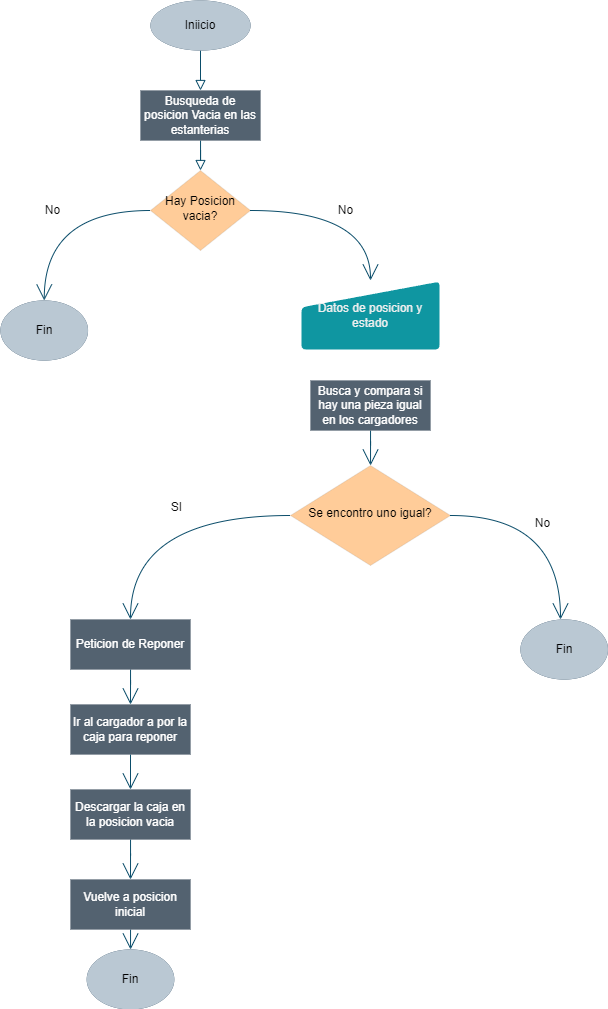 Iniicio
Busqueda de
posicion Vacia en las
estanterias
Hay Posicion
vacia?
No
No
Fin
Datos de posicion y
estado
Busca y compara si
hay una pieza igual
en los cargadores
Se encontro uno igual?
SI
No
Peticion de Reponer
Fin
Ir al cargador a por la
caja para reponer
Descargar la caja en
la posicion vacia
Vuelve a posicion
inicial
Fin